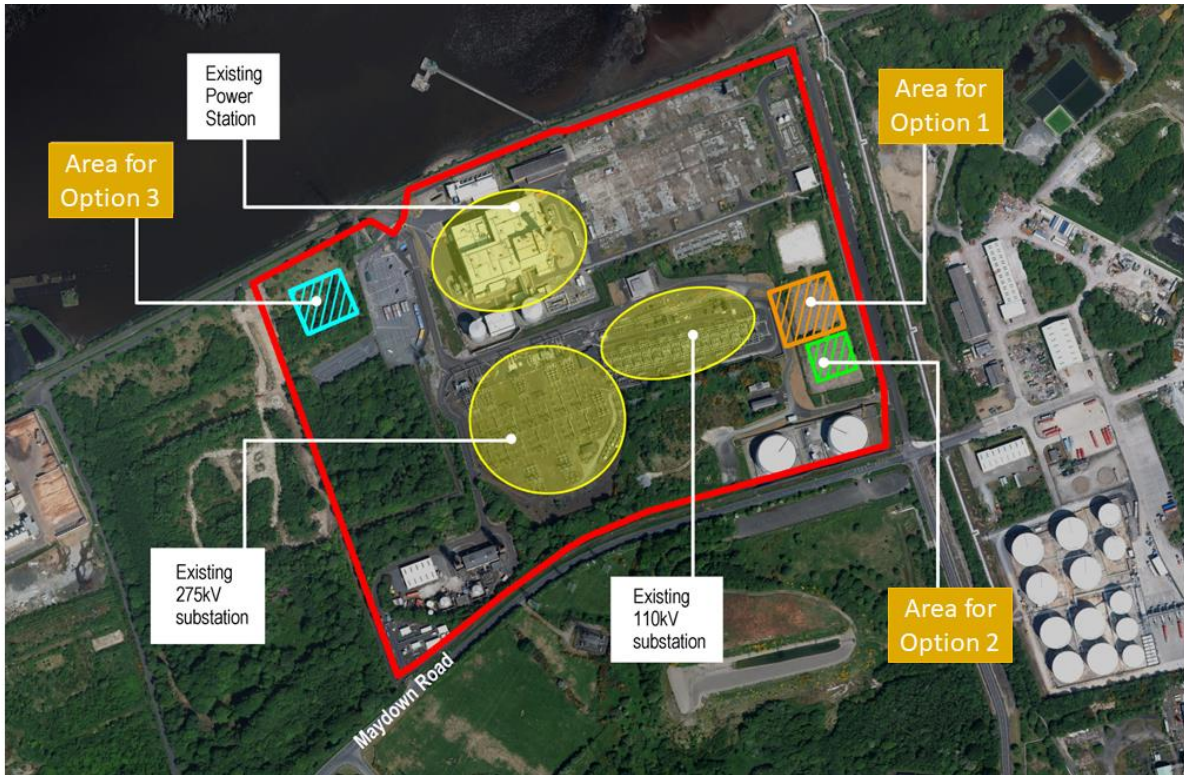 Existing
Power
Station
Area for
Option 1
Area for
Option 3
Existing
275kV
substation
Existing
110kV
substation
Area for
Option 2
Maydown Road